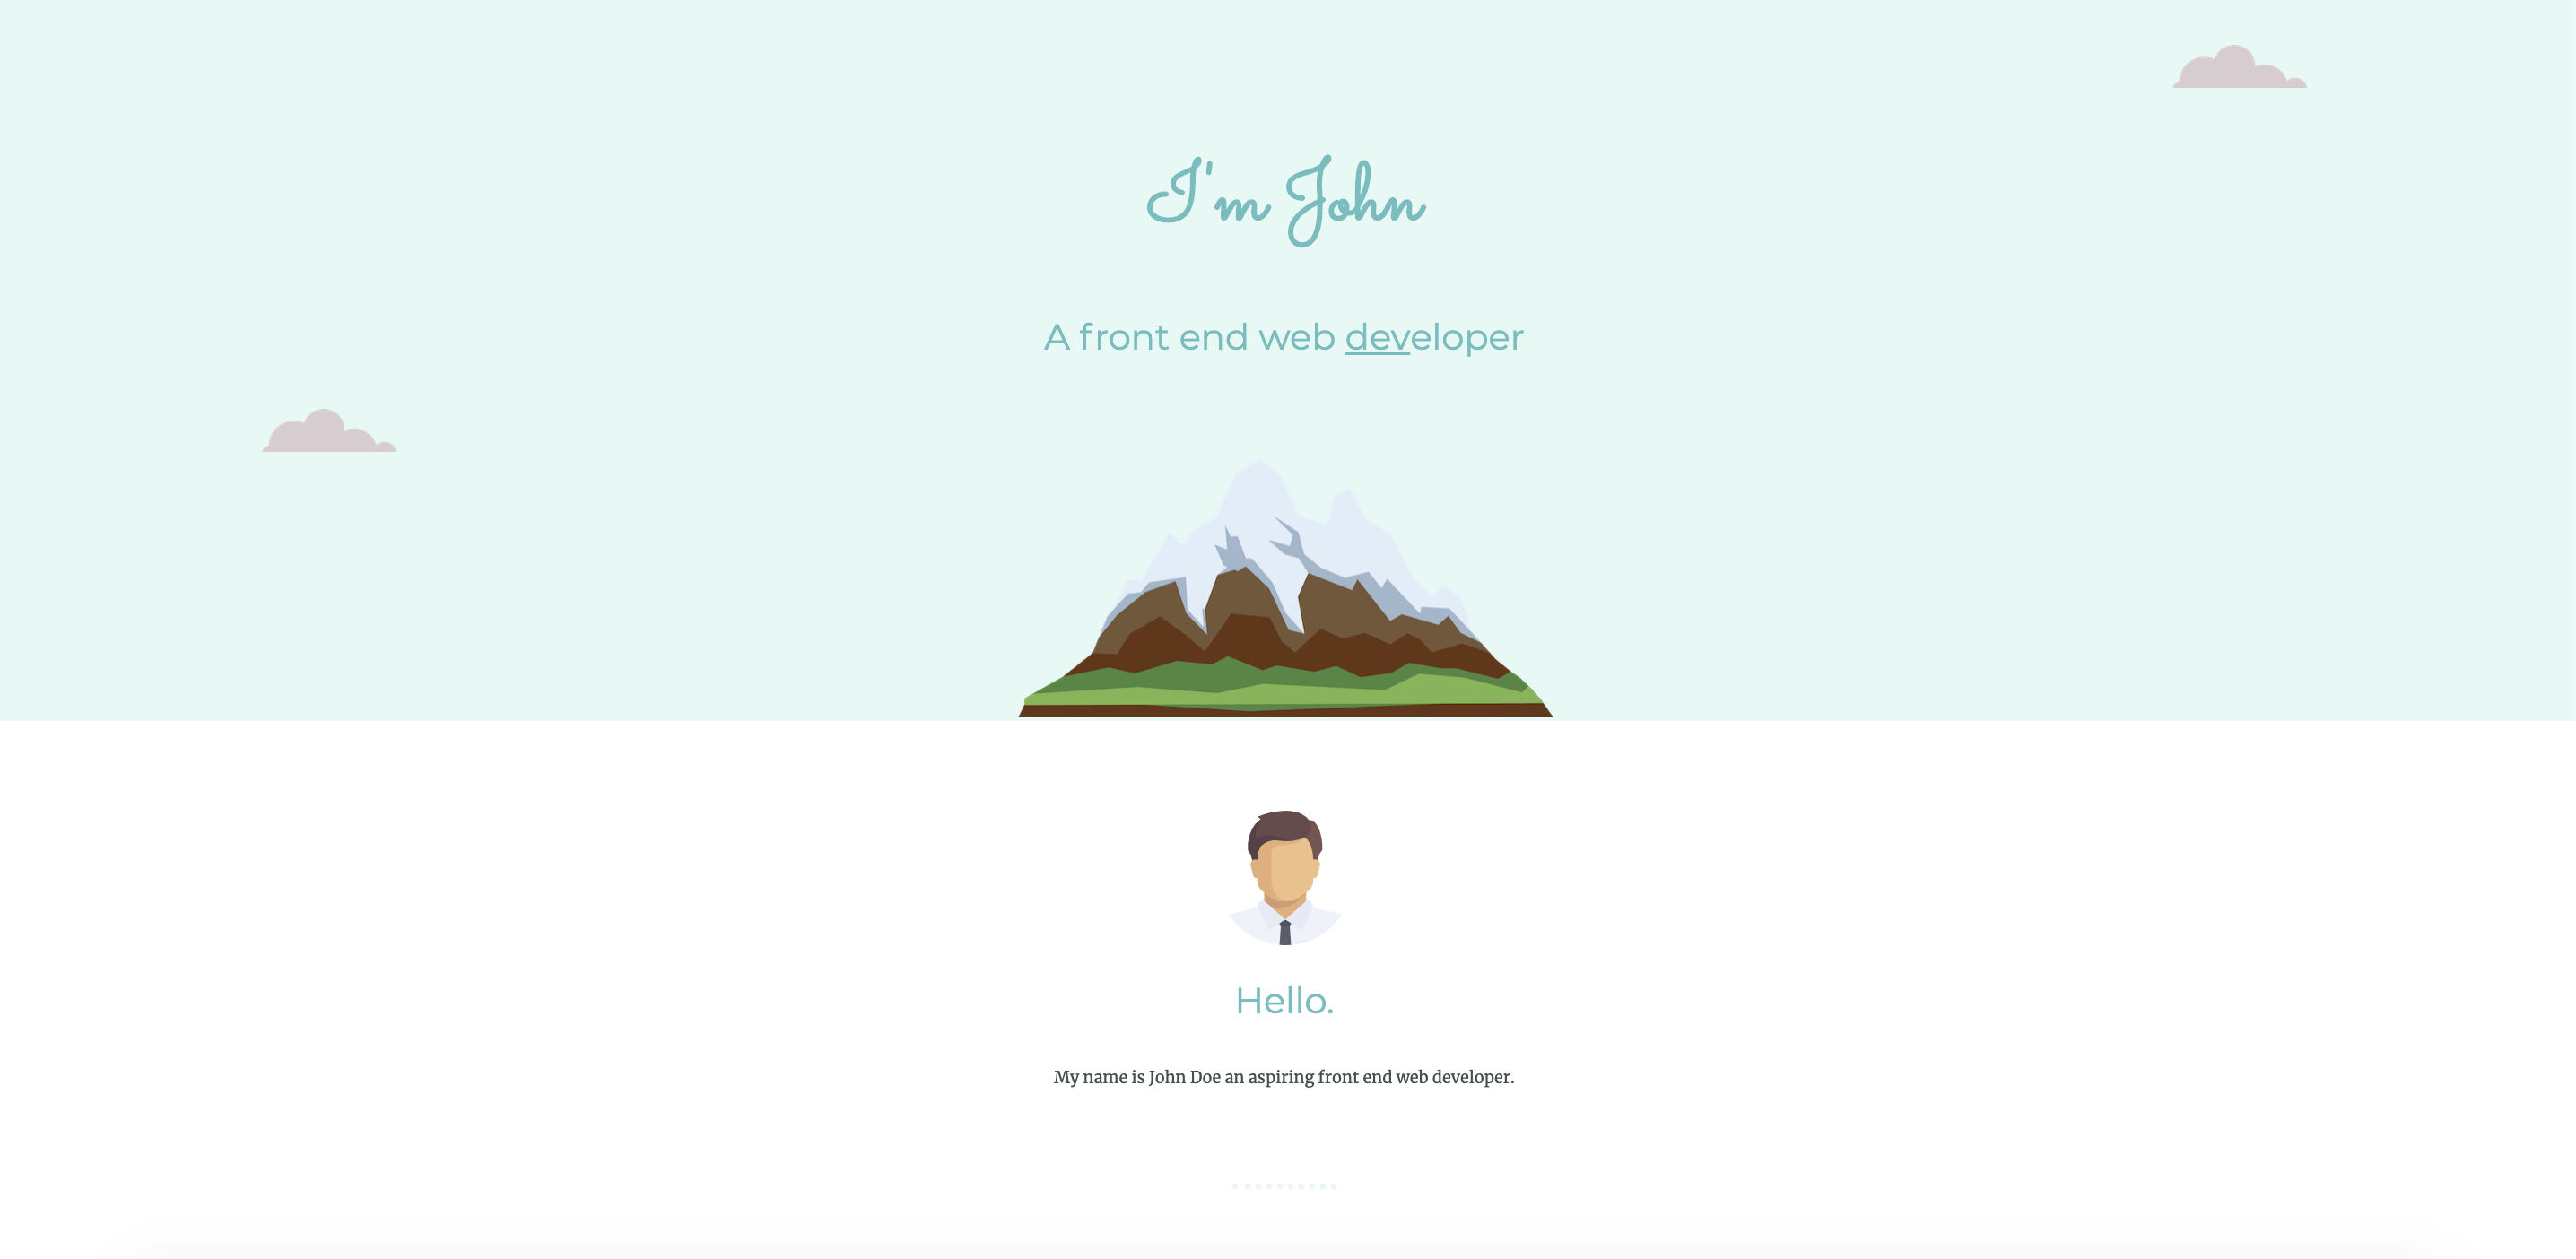 I'm John
A front end web developer
Hello.
My name is John Doe an aspiring front end web developer.